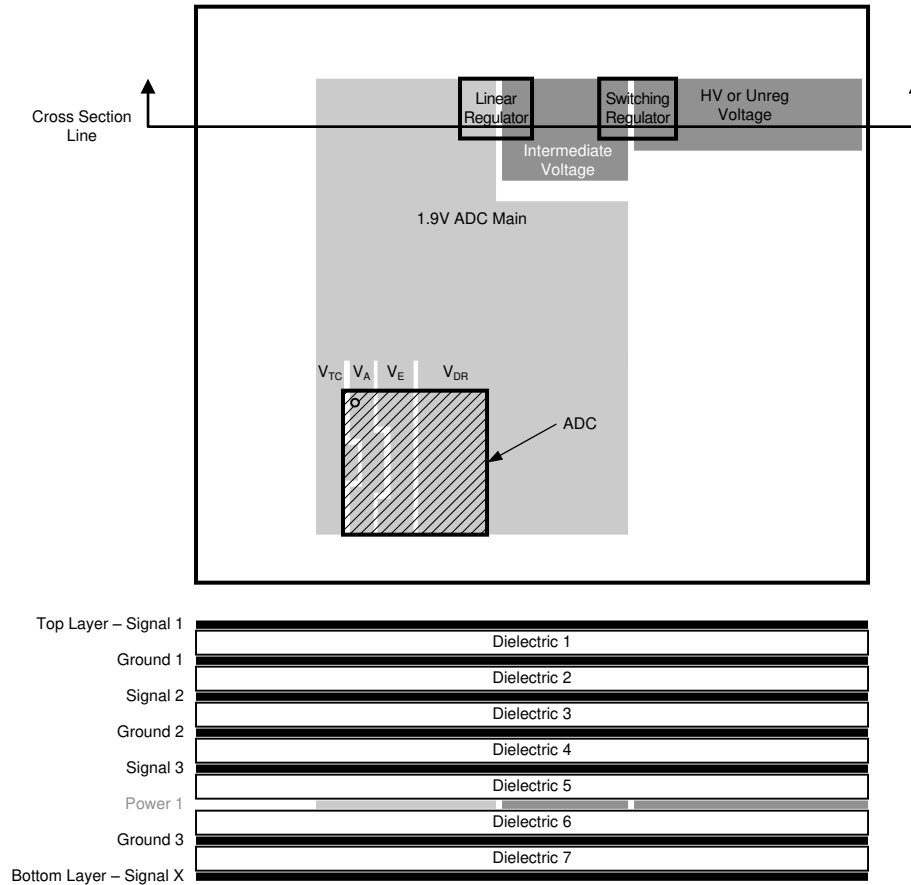 Cross Section
Line
Linear
Regulator
Switching
Regulator
HV or Unreg
Voltage
Intermediate
Voltage
1.9V ADC Main
VTC VA VE VDR
ADC
Top Layer – Signal 1
Dielectric 1
Ground 1
Dielectric 2
Signal 2
Dielectric 3
Ground 2
Dielectric 4
Signal 3
Dielectric 5
Power 1
Dielectric 6
Ground 3
Dielectric 7
Bottom Layer – Signal X